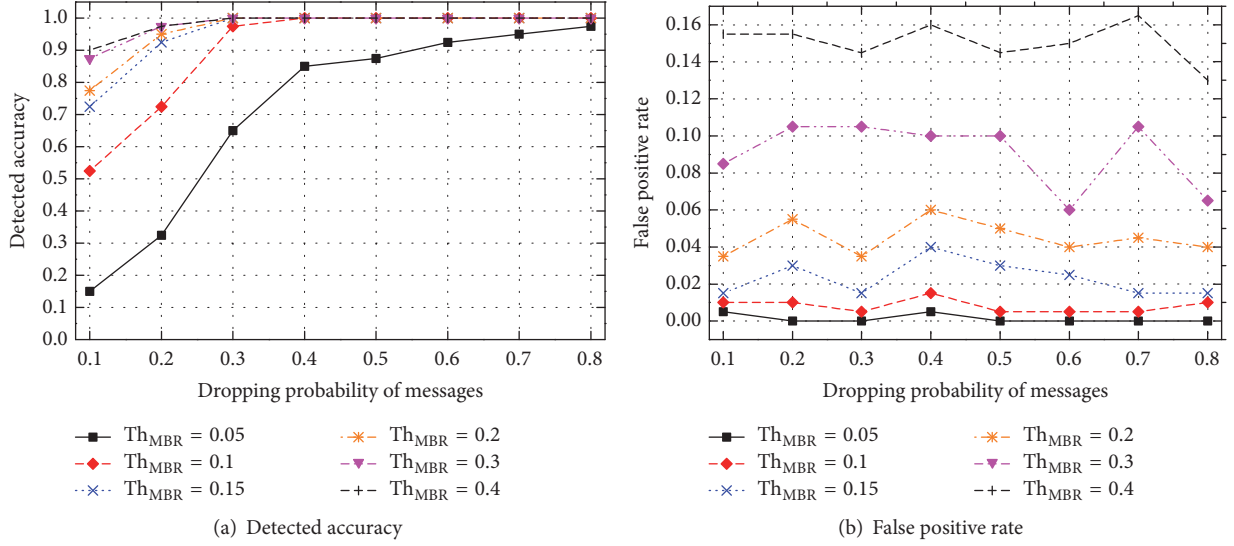 1.0
0.9
0.8
0.7
0.6
0.5
0.4
0.3
0.2
0.1
0.0
Detected accuracy
0.1 0.2 0.3 0.4 0.5 0.6 0.7 0.8
Dropping probability of messages
Th_MBR = 0.05
Th_MBR = 0.1
Th_MBR = 0.15
Th_MBR = 0.2
Th_MBR = 0.3
Th_MBR = 0.4
(a) Detected accuracy
0.16
0.14
0.12
0.10
0.08
0.06
0.04
0.02
0.00
False positive rate
0.1 0.2 0.3 0.4 0.5 0.6 0.7 0.8
Dropping probability of messages
Th_MBR = 0.05
Th_MBR = 0.1
Th_MBR = 0.15
Th_MBR = 0.2
Th_MBR = 0.3
Th_MBR = 0.4
(b) False positive rate